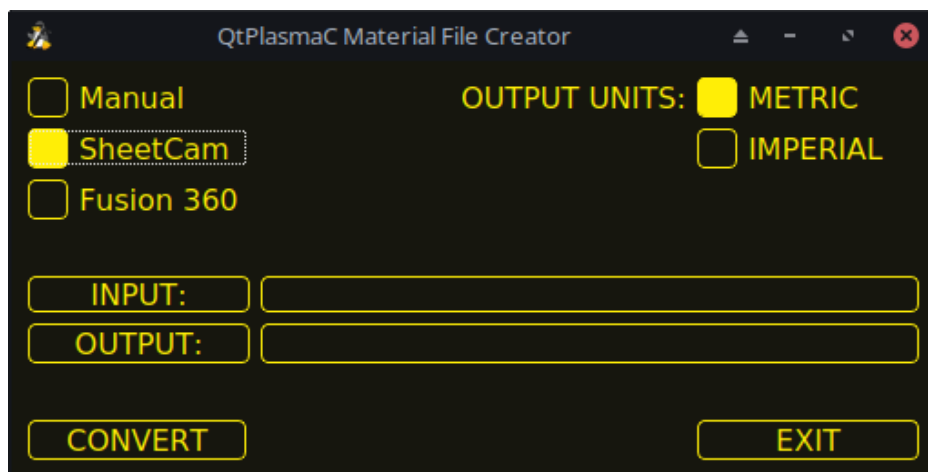 QtPlasmaC Material File Creator
Manual OUTPUT UNITS: METRIC
SheetCam IMPERIAL
Fusion 360
INPUT:
OUTPUT:
CONVERT EXIT